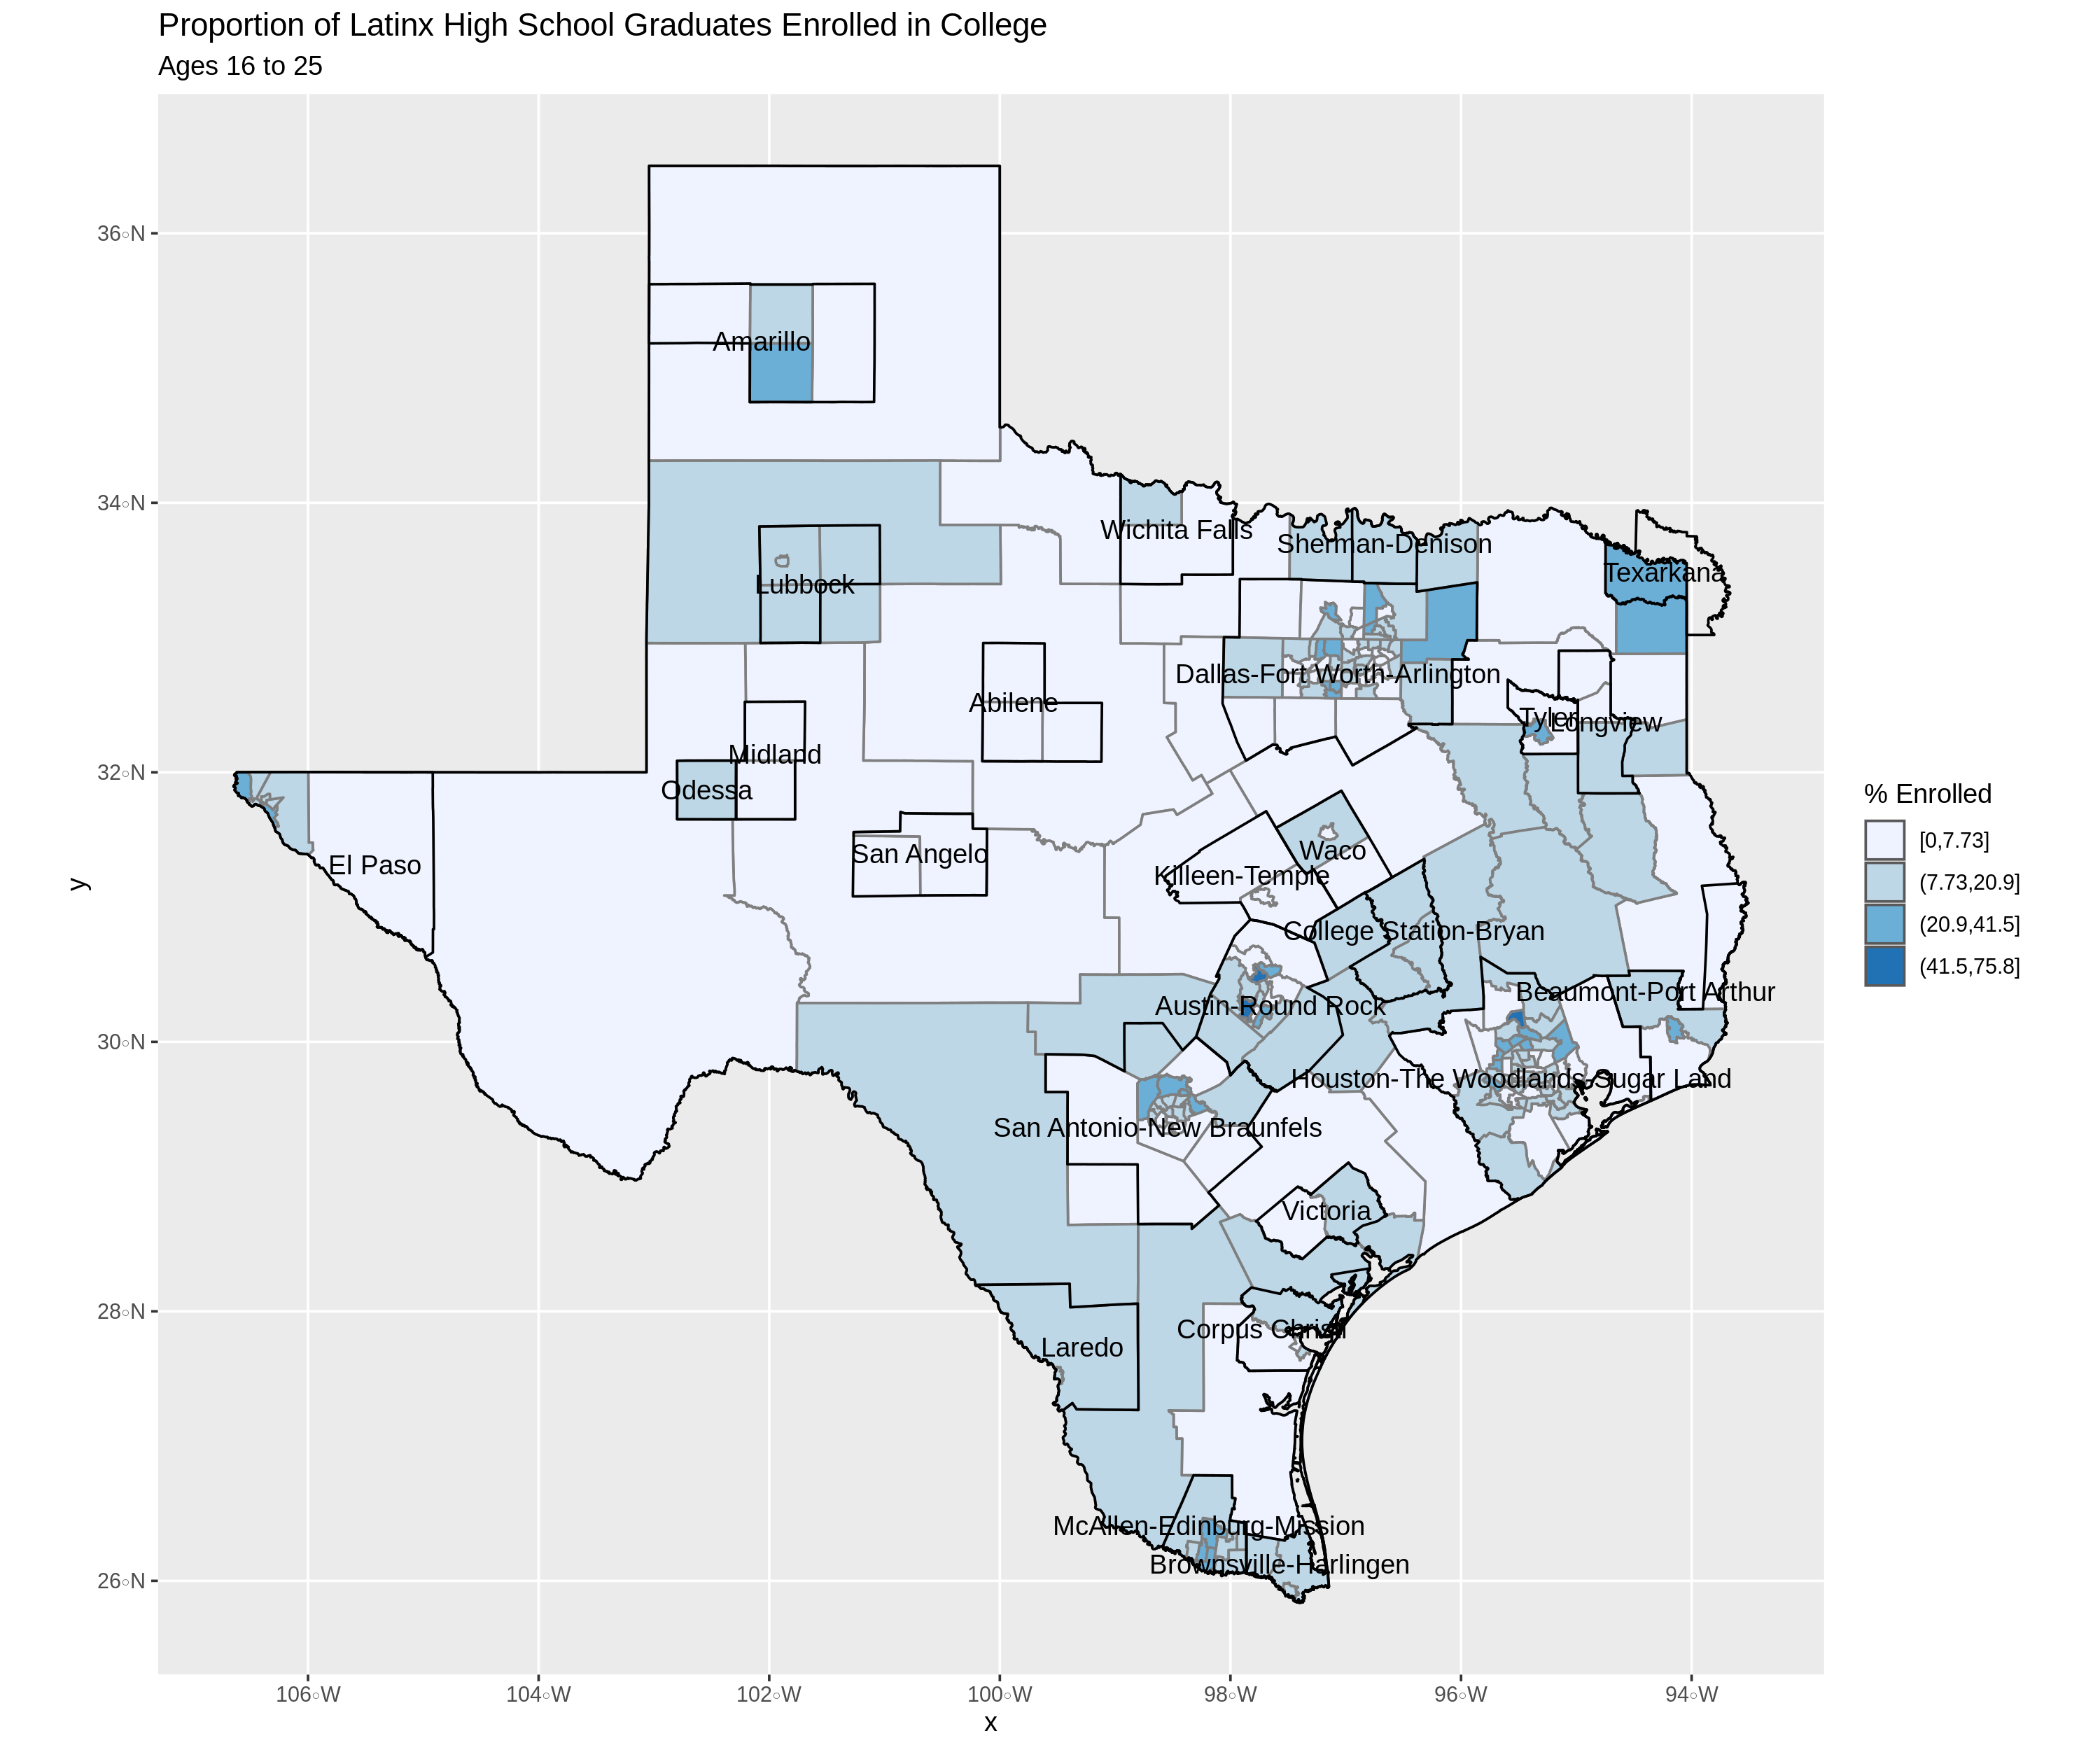 Proportion of Latinx High School Graduates Enrolled in College
Ages 16 to 25
36◦N
34◦N
32◦N
30◦N
28◦N
26◦N
y
Amarillo
Wichita Falls
Sherman-Denison
Texarkana
Lubbock
Dallas-Fort Worth-Arlington
Abilene
Tyler
Longview
Midland
Odessa
San Angelo
El Paso
Waco
Killeen-Temple
College Station-Bryan
Beaumont-Port Arthur
Austin-Round Rock
Houston-The Woodlands-Sugar Land
San Antonio-New Braunfels
Victoria
Corpus Christi
Laredo
McAllen-Edinburg-Mission
Brownsville-Harlingen
106◦W
104◦W
102◦W
100◦W
98◦W
96◦W
94◦W
x
% Enrolled
[0,7.73]
(7.73,20.9]
(20.9,41.5]
(41.5,75.8]